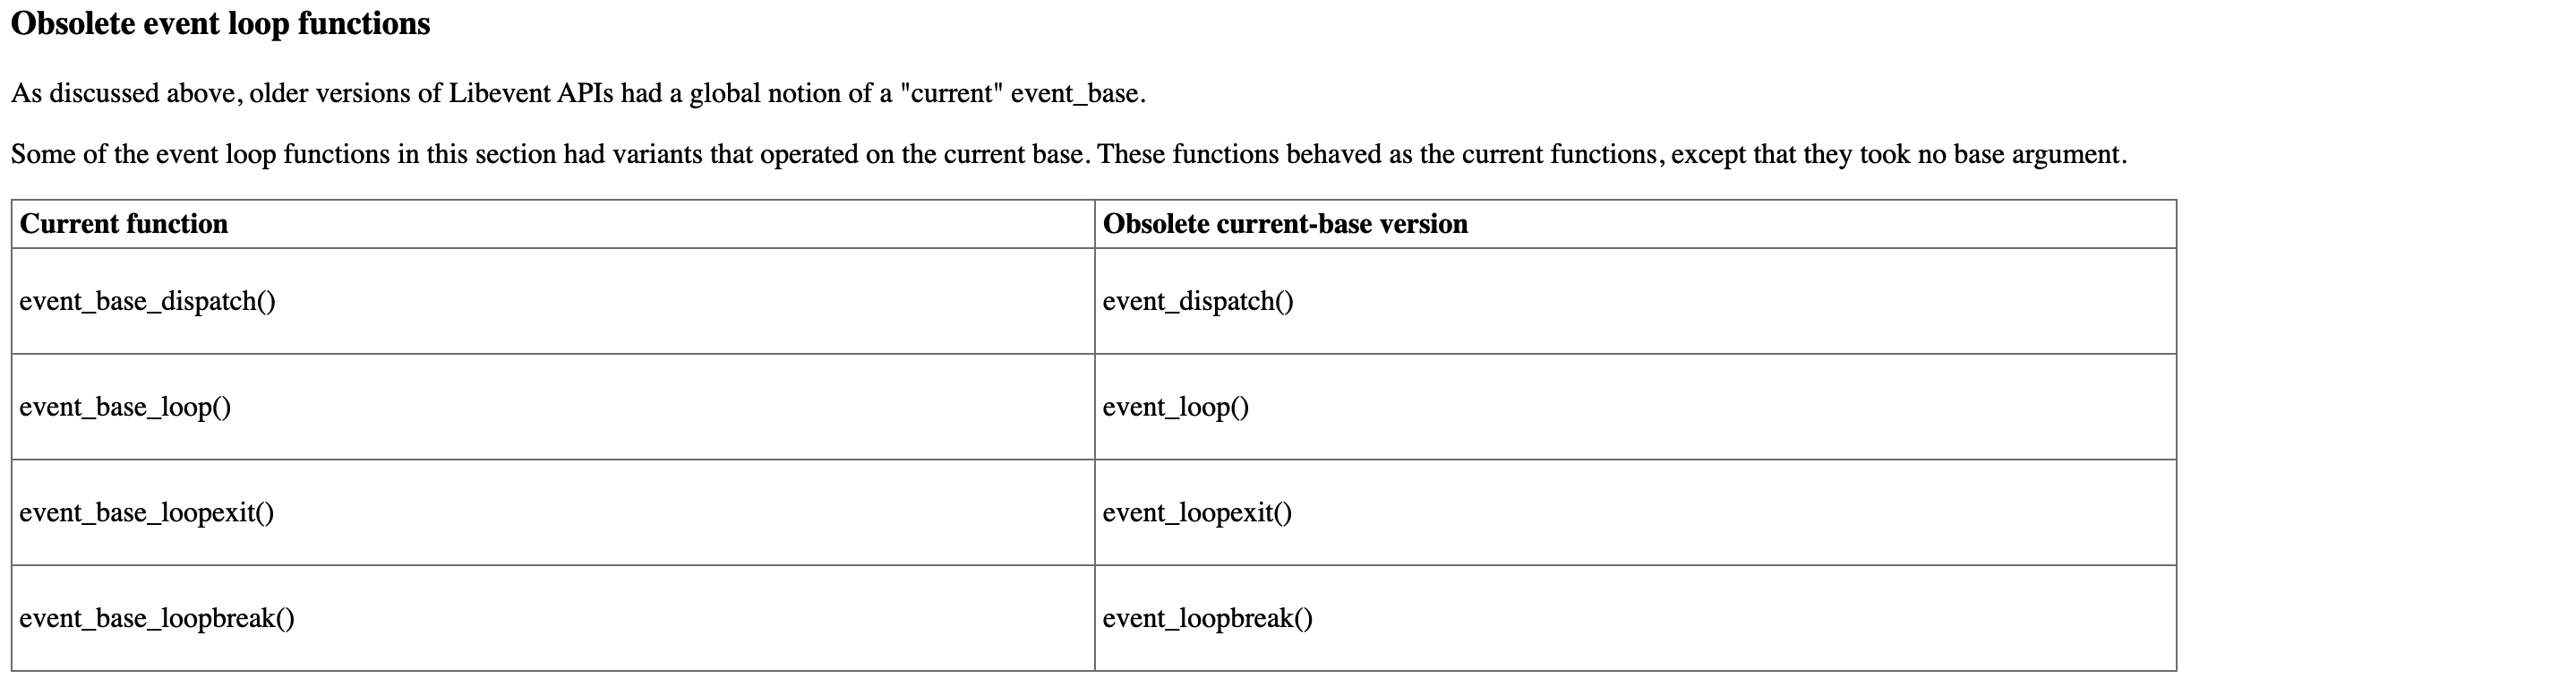 Obsolete event loop functions
As discussed above, older versions of Libevent APIs had a global notion of a "current" event_base.
Some of the event loop functions in this section had variants that operated on the current base. These functions behaved as the current functions, except that they took no base argument.
Current function Obsolete current-base version
event_base_dispatch() event_dispatch()
event_base_loop() event_loop()
event_base_loopexit() event_loopexit()
event_base_loopbreak() event_loopbreak()